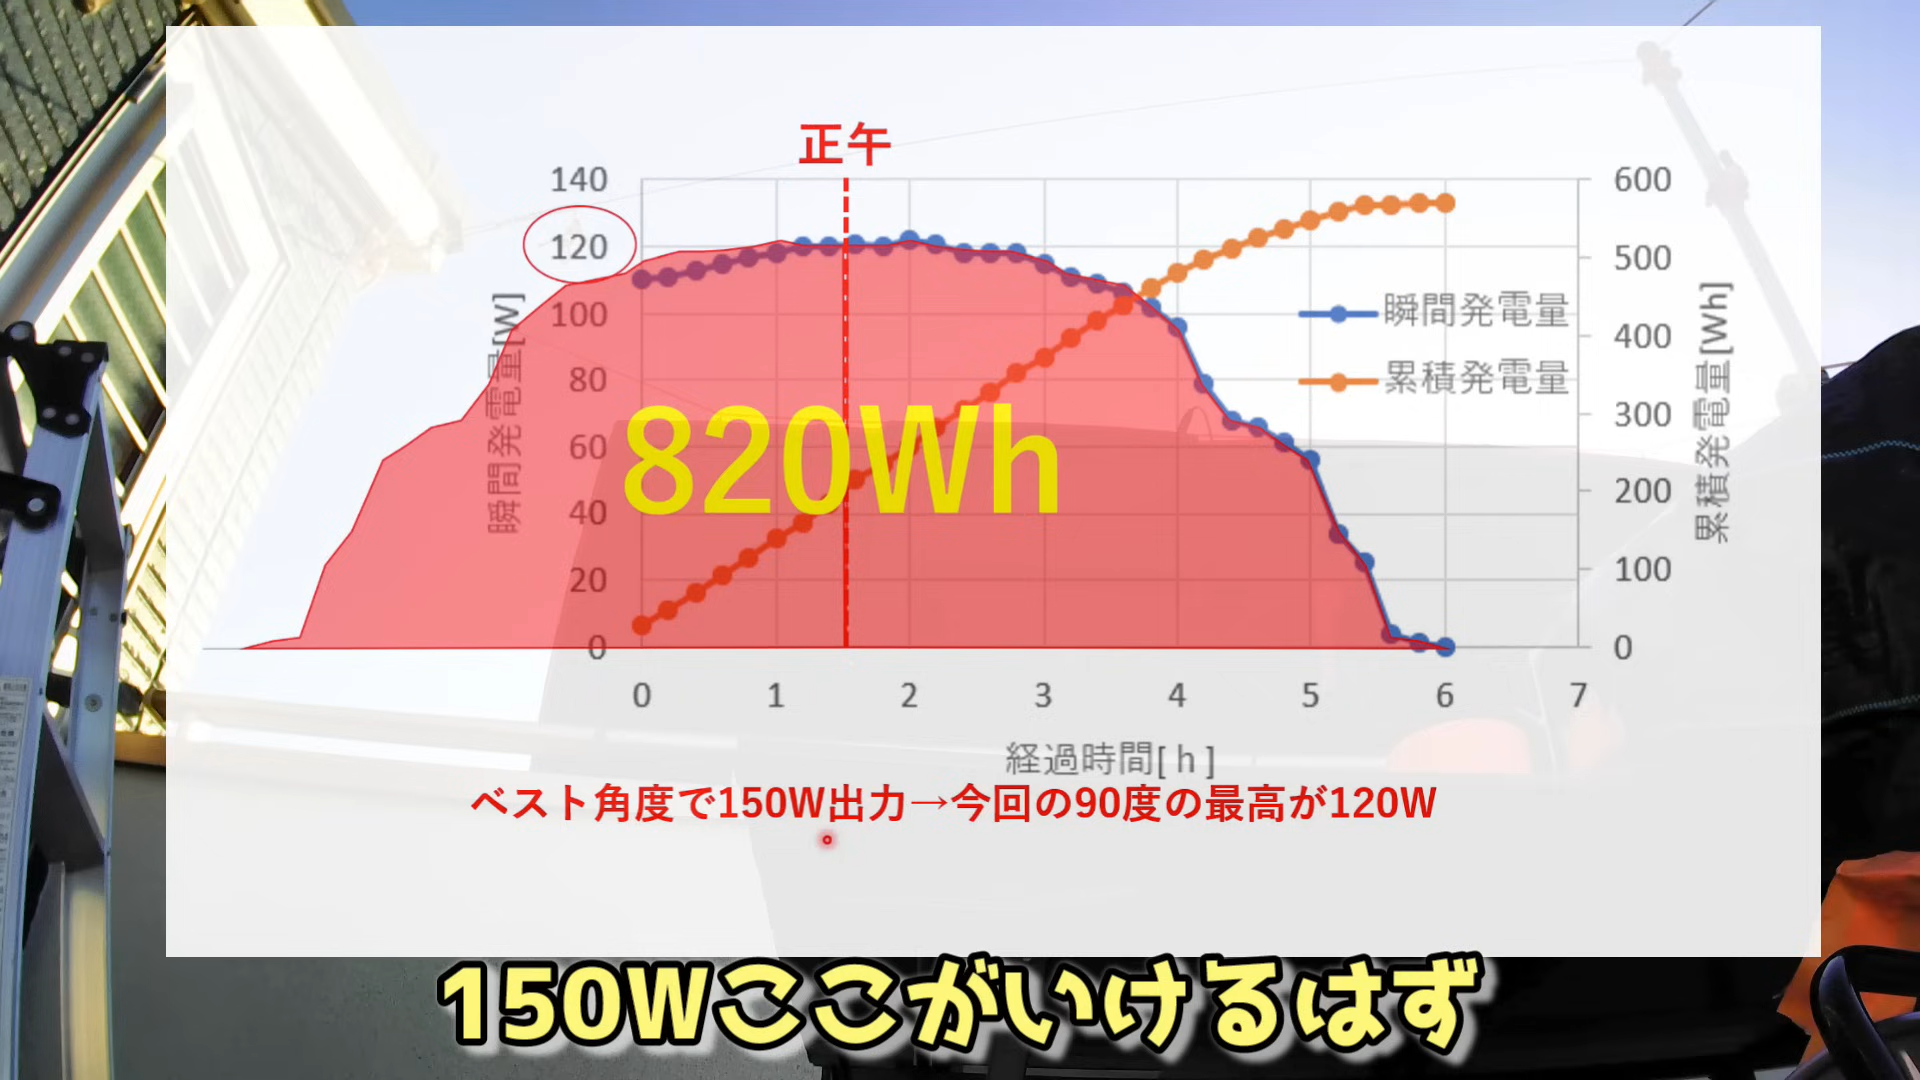 正午
140
120
100
80
60
40
20
0
瞬間発電量[W]
600
500
400
300
200
100
0
累積発電量[Wh]
瞬間発電量
累積発電量
820Wh
0 1 2 3 4 5 6 7
経過時間[ h ]
ベスト角度で150W出力→今回の90度の最高が120W
150Wここがいけるはず